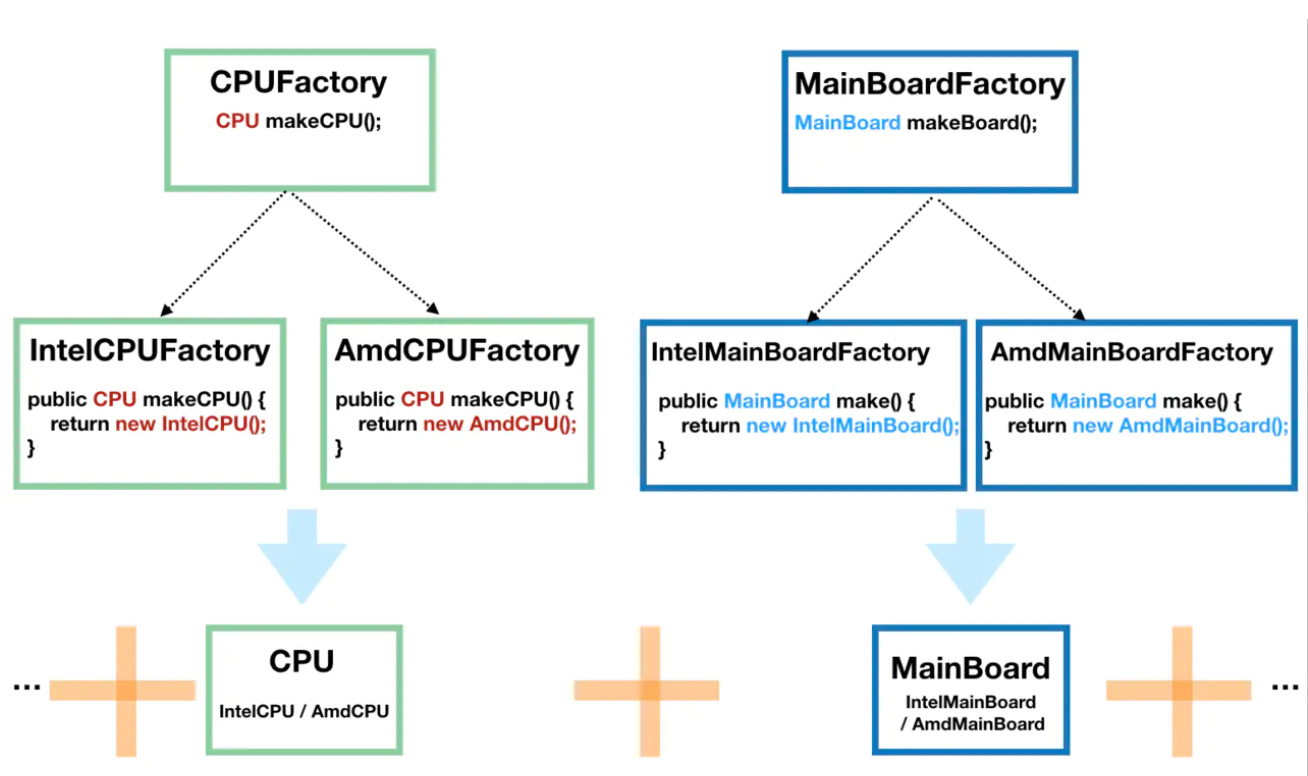 CPUFactory
CPU makeCPU();
MainBoardFactory
MainBoard makeBoard();
IntelCPUFactory
public CPU makeCPU() {
return new IntelCPU();
}
AmdCPUFactory
public CPU makeCPU() {
return new AmdCPU();
}
IntelMainBoardFactory
public MainBoard make() {
return new IntelMainBoard();
}
AmdMainBoardFactory
public MainBoard make() {
return new AmdMainBoard();
}
...
CPU
IntelCPU / AmdCPU
MainBoard
IntelMainBoard
/ AmdMainBoard
...